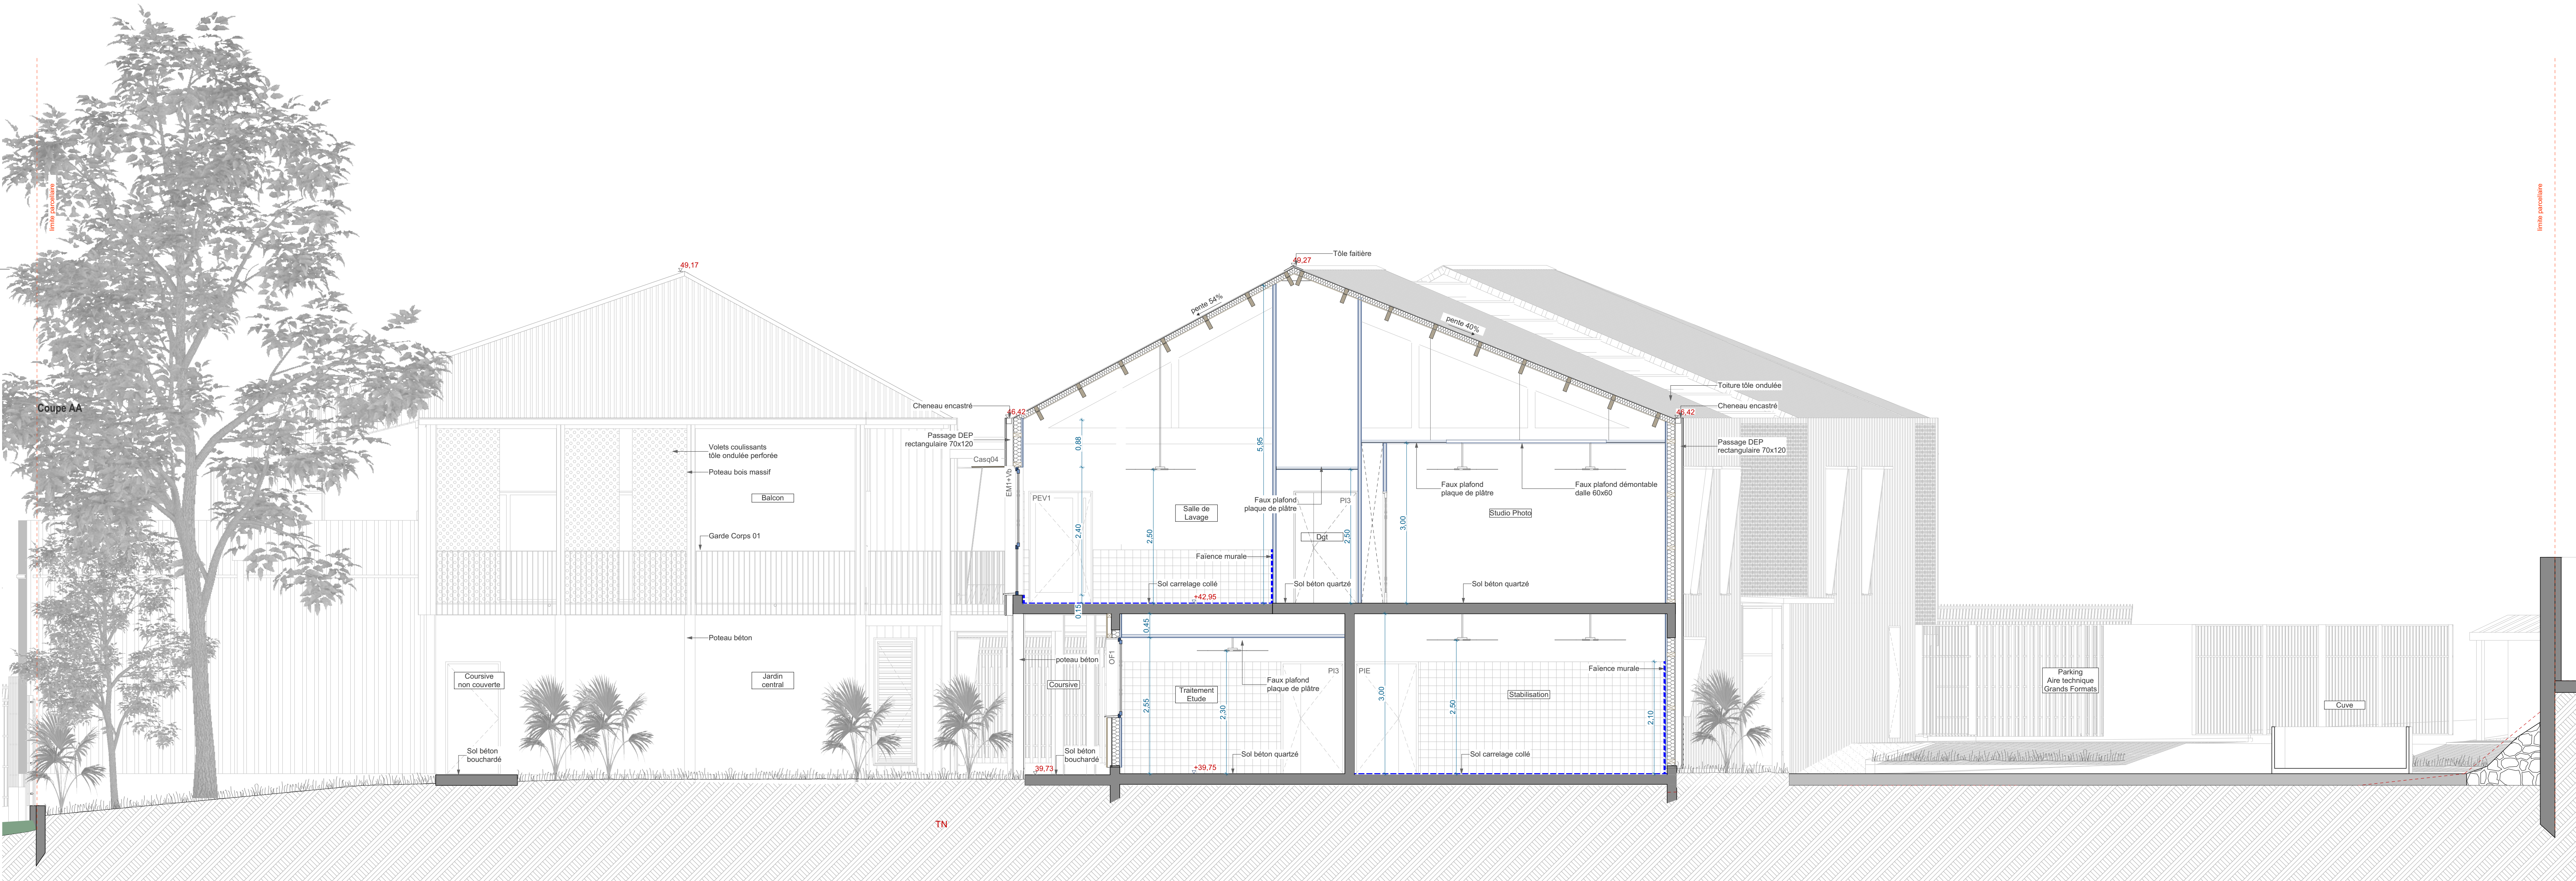 limite parcellaire
limite parcellaire
Coupe AA
49,17
49,27
Tôle faitière
pente 54%
pente 40%
Toiture tôle ondulée
Cheneau encastré
46,42
46,42
Cheneau encastré
Passage DEP
rectangulaire 70x120
Passage DEP
rectangulaire 70x120
Volets coulissants
tôle ondulée perforée
Poteau bois massif
Balcon
Garde Corps 01
Casq04
EM1+Vb
0,88
2,40
0,15
5,95
PEV1
Salle de
Lavage
2,50
Faux plafond
plaque de plâtre
PI3
Dgt
2,50
3,00
Faux plafond
plaque de plâtre
Faux plafond démontable
dalle 60x60
Studio Photo
Faïence murale
Sol carrelage collé
+42,95
Sol béton quartzé
Sol béton quartzé
Poteau béton
poteau béton
Coursive
non couverte
Jardin
central
Coursive
Sol béton
bouchardé
Sol béton
bouchardé
39,73
OF1
0,45
2,55
Traitement
Etude
2,30
Faux plafond
plaque de plâtre
PI3
PIE
+39,75
Sol béton quartzé
3,00
2,50
Stabilisation
Faïence murale
2,10
Sol carrelage collé
Parking
Aire technique
Grands Formats
Cuve
TN